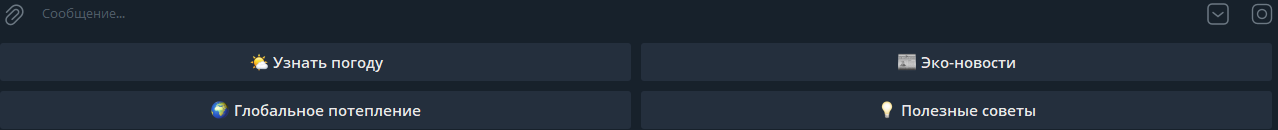 Сообщение...
Узнать погоду
Эко-новости
Глобальное потепление
Полезные советы